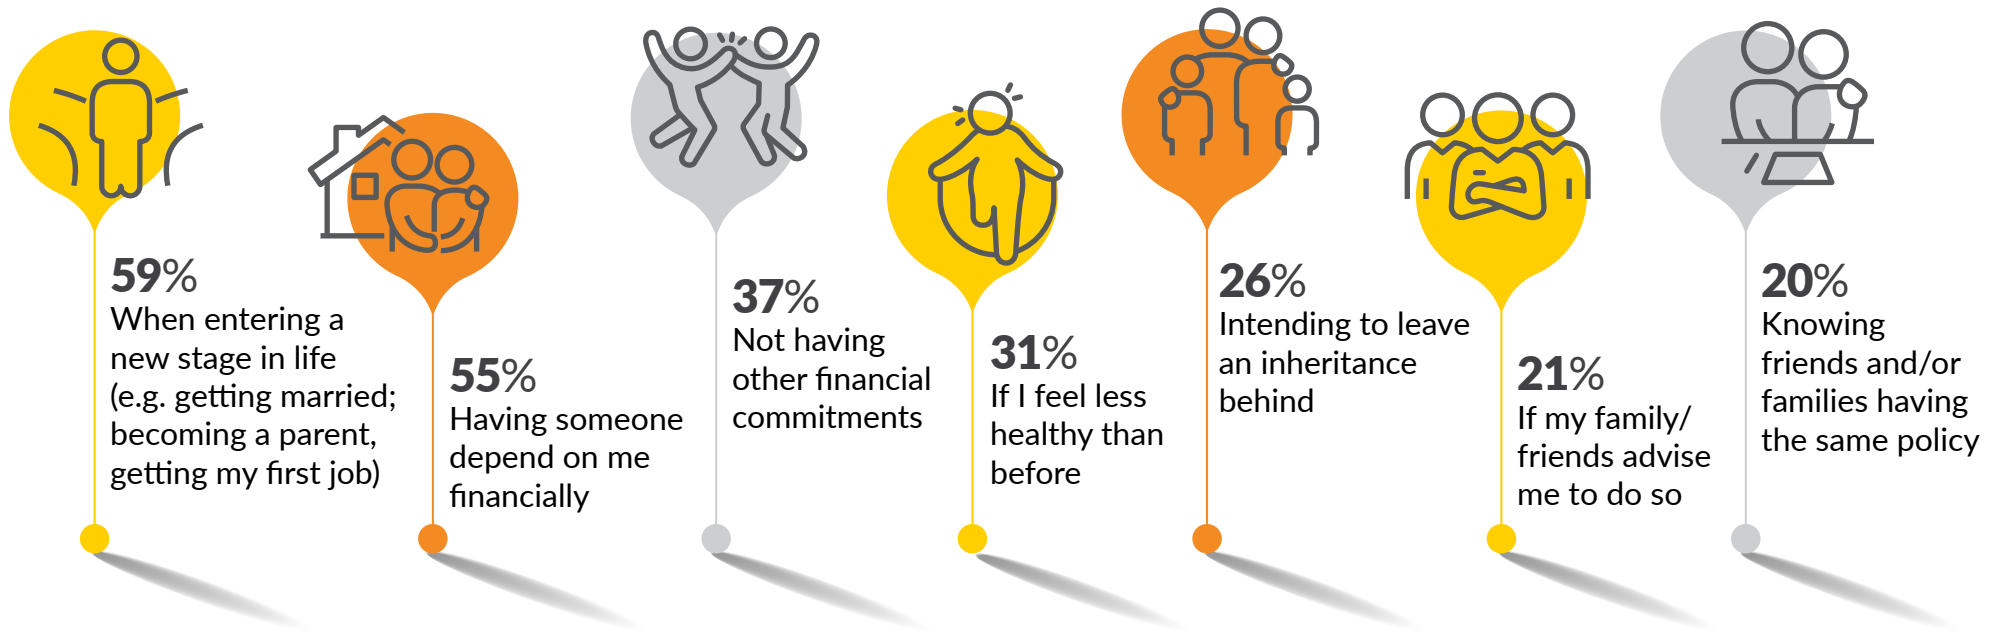 59%
When entering a
new stage in life
(e.g. getting married;
becoming a parent,
getting my first job)
55%
Having someone
depend on me
financially
37%
Not having
other financial
commitments
31%
If I feel less
healthy than
before
26%
Intending to leave
an inheritance
behind
21%
If my family/
friends advise
me to do so
20%
Knowing
friends and/or
families having
the same policy